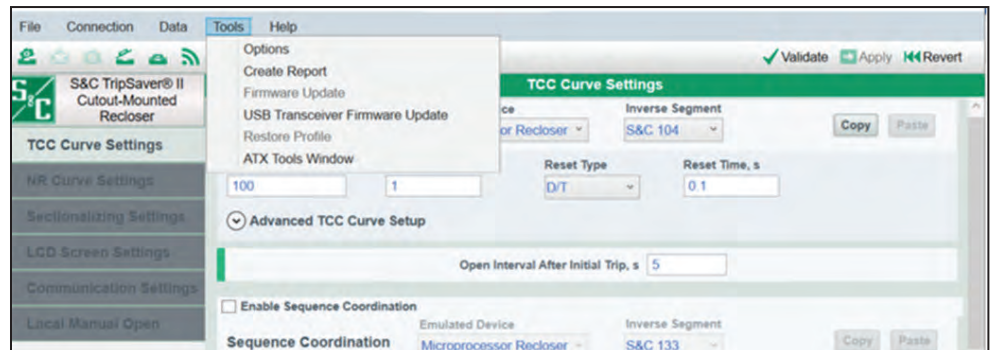 File Connection Data Tools Help
Options
Create Report
Firmware Update
USB Transceiver Firmware Update
Restore Profile
ATX Tools Window
Validate Apply Revert
S&C
S&C TripSaver® II
Cutout-Mounted
Recloser
TCC Curve Settings
NR Curve Settings
Sectionalizing Settings
LCD Screen Settings
Communication Settings
Local Manual Open
TCC Curve Settings
Inverse Segment
Recloser S&C 104 Copy Paste
Reset Type Reset Time, s
100 1 D/T 0.1
Advanced TCC Curve Setup
Open Interval After Initial Trip, s 5
Enable Sequence Coordination
Emulated Device Inverse Segment
Sequence Coordination Microprocessor Recloser S&C 133 Copy Paste